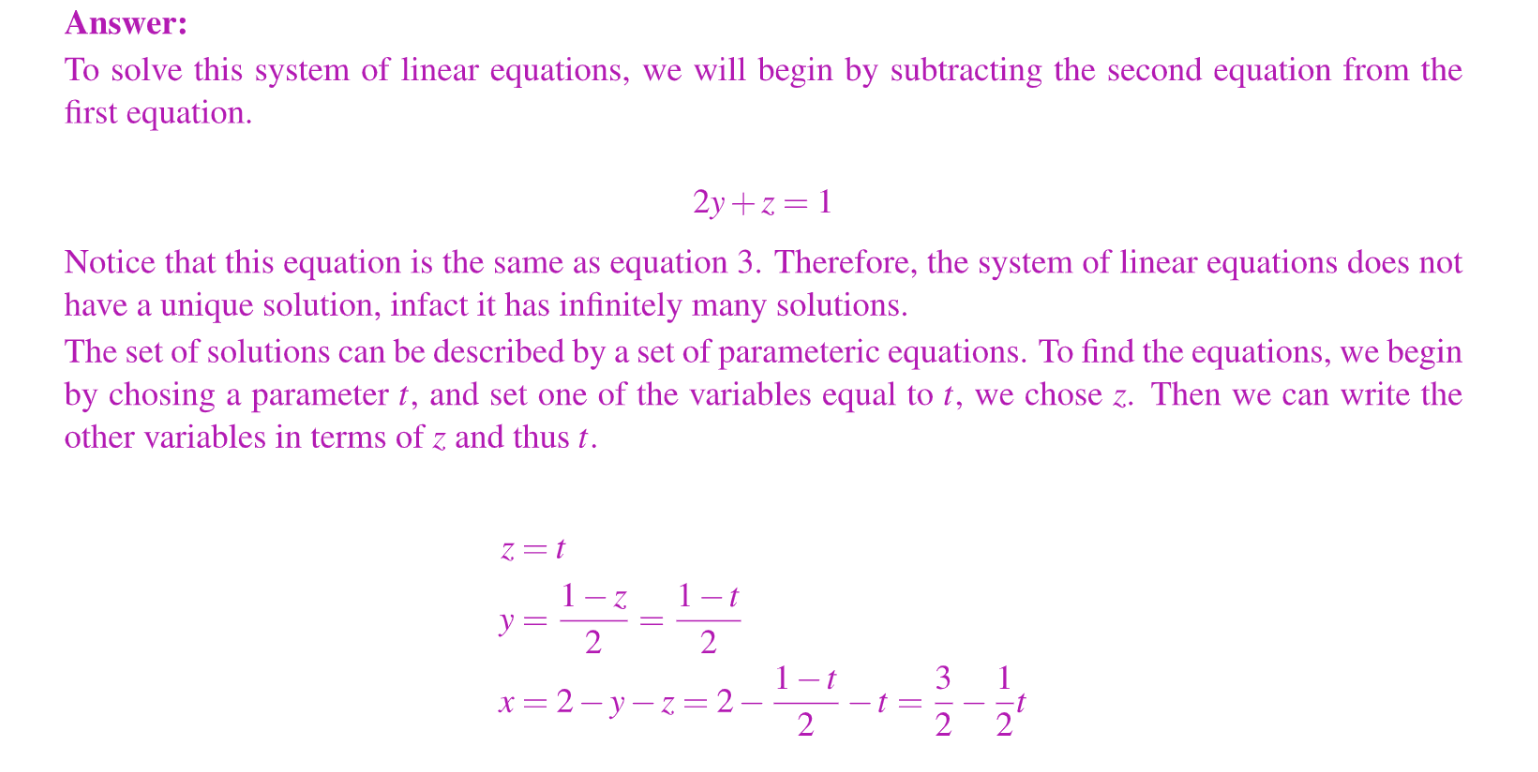 Answer:
To solve this system of linear equations, we will begin by subtracting the second equation from the
first equation.
2y + z = 1
Notice that this equation is the same as equation 3. Therefore, the system of linear equations does not
have a unique solution, infact it has infinitely many solutions.
The set of solutions can be described by a set of parameteric equations. To find the equations, we begin
by chosing a parameter t, and set one of the variables equal to t, we chose z. Then we can write the
other variables in terms of z and thus t.
z = t
y = \frac{1 - z}{2} = \frac{1 - t}{2}
x = 2 - y - z = 2 - \frac{1 - t}{2} - t = \frac{3}{2} - \frac{1}{2}t